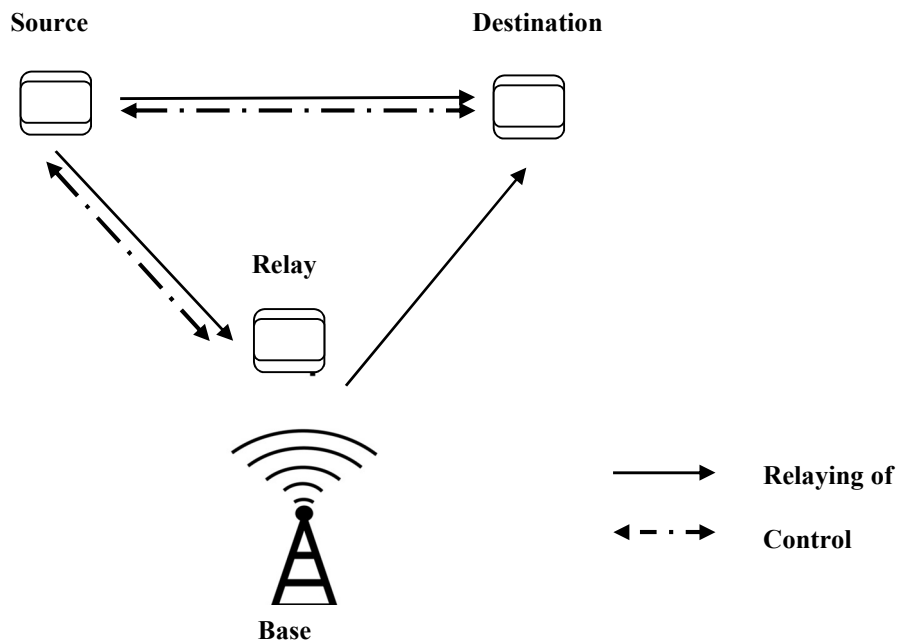 Source
Destination
Relay
Relaying of
Control
Base